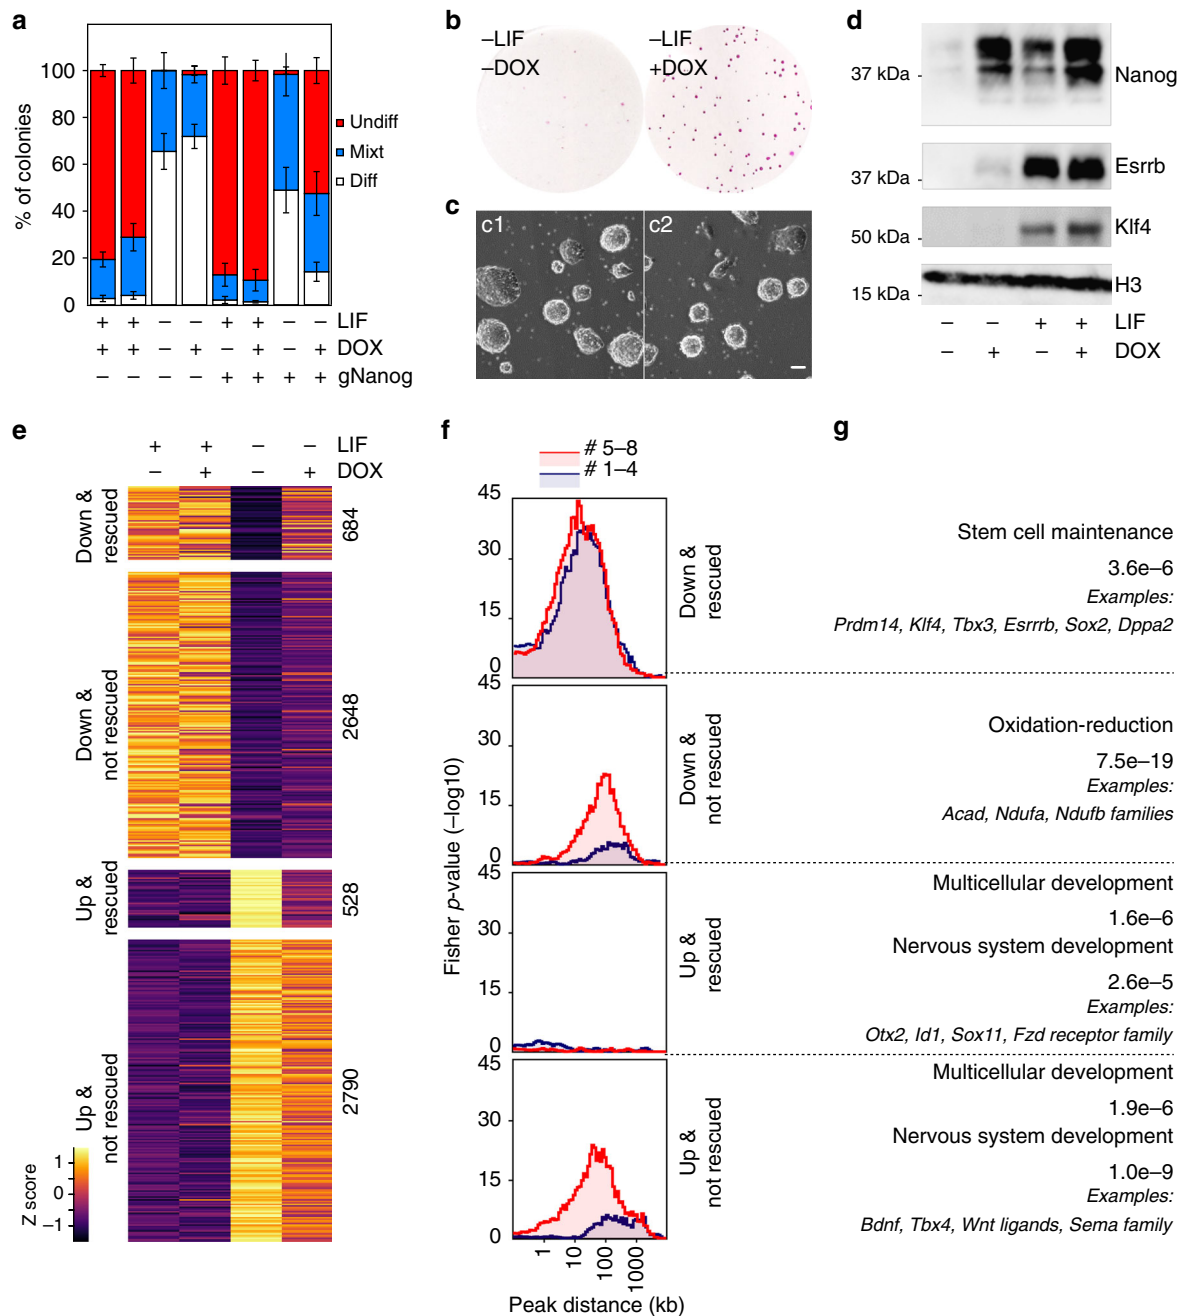 a
100
80
60
40
20
0
% of colonies
Undiff
Mixt
Diff
+ + − − + + − − LIF
+ + − + − + − + DOX
− − − − + + + + gNanog
b
−LIF
−DOX
−LIF
+DOX
c
c1
c2
d
37 kDa
Nanog
37 kDa
Esrrb
50 kDa
Klf4
15 kDa
H3
− − + + LIF
− + − + DOX
e
+ + − − LIF
− + − + DOX
Down &
rescued
684
Down &
not rescued
2648
Up &
rescued
528
Up &
not rescued
2790
Z score
1
0
−1
f
# 5–8
# 1–4
45
30
15
0
Down &
rescued
45
30
15
0
Down &
not rescued
45
30
15
0
Up &
rescued
45
30
15
0
Up &
not rescued
Fisher p-value (−log10)
1
10
100
1000
Peak distance (kb)
g
Stem cell maintenance
3.6e−6
Examples:
Prdm14, Klf4, Tbx3, Esrrrb, Sox2, Dppa2
Oxidation-reduction
7.5e−19
Examples:
Acad, Ndufa, Ndufb families
Multicellular development
1.6e−6
Nervous system development
2.6e−5
Examples:
Otx2, Id1, Sox11, Fzd receptor family
Multicellular development
1.9e−6
Nervous system development
1.0e−9
Examples:
Bdnf, Tbx4, Wnt ligands, Sema family